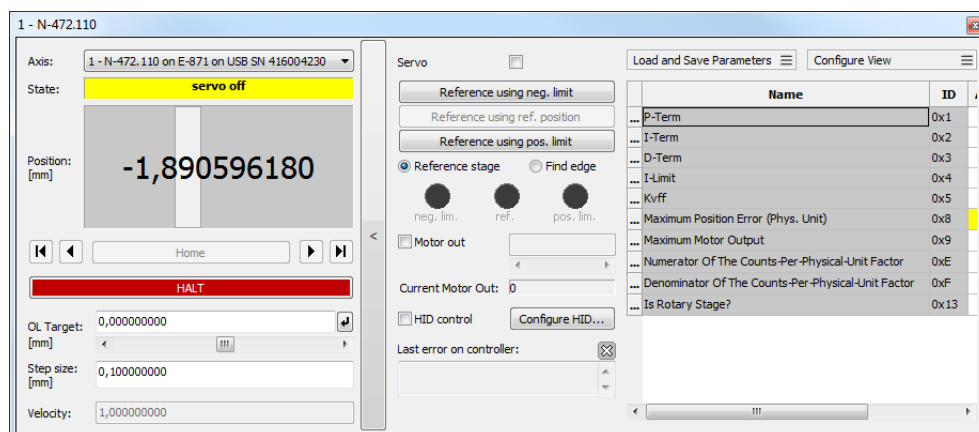 1 - N-472.110
Axis:
1 - N-472.110 on E-871 on USB SN 416004230
State:
servo off
Position:
[mm]
-1,890596180
Home
HALT
OL Target:
[mm]
0,000000000
Step size:
[mm]
0,100000000
Velocity:
1,000000000
<
Servo
Reference using neg. limit
Reference using ref. position
Reference using pos. limit
Reference stage
Find edge
neg. lim.
ref.
pos. lim.
Motor out
Current Motor Out:
0
HID control
Configure HID...
Last error on controller:
Load and Save Parameters
Configure View
Name ID
... P-Term 0x1
... I-Term 0x2
... D-Term 0x3
... I-Limit 0x4
... Kvff 0x5
... Maximum Position Error (Phys. Unit) 0x8
... Maximum Motor Output 0x9
... Numerator Of The Counts-Per-Physical-Unit Factor 0xE
... Denominator Of The Counts-Per-Physical-Unit Factor 0xF
... Is Rotary Stage? 0x13